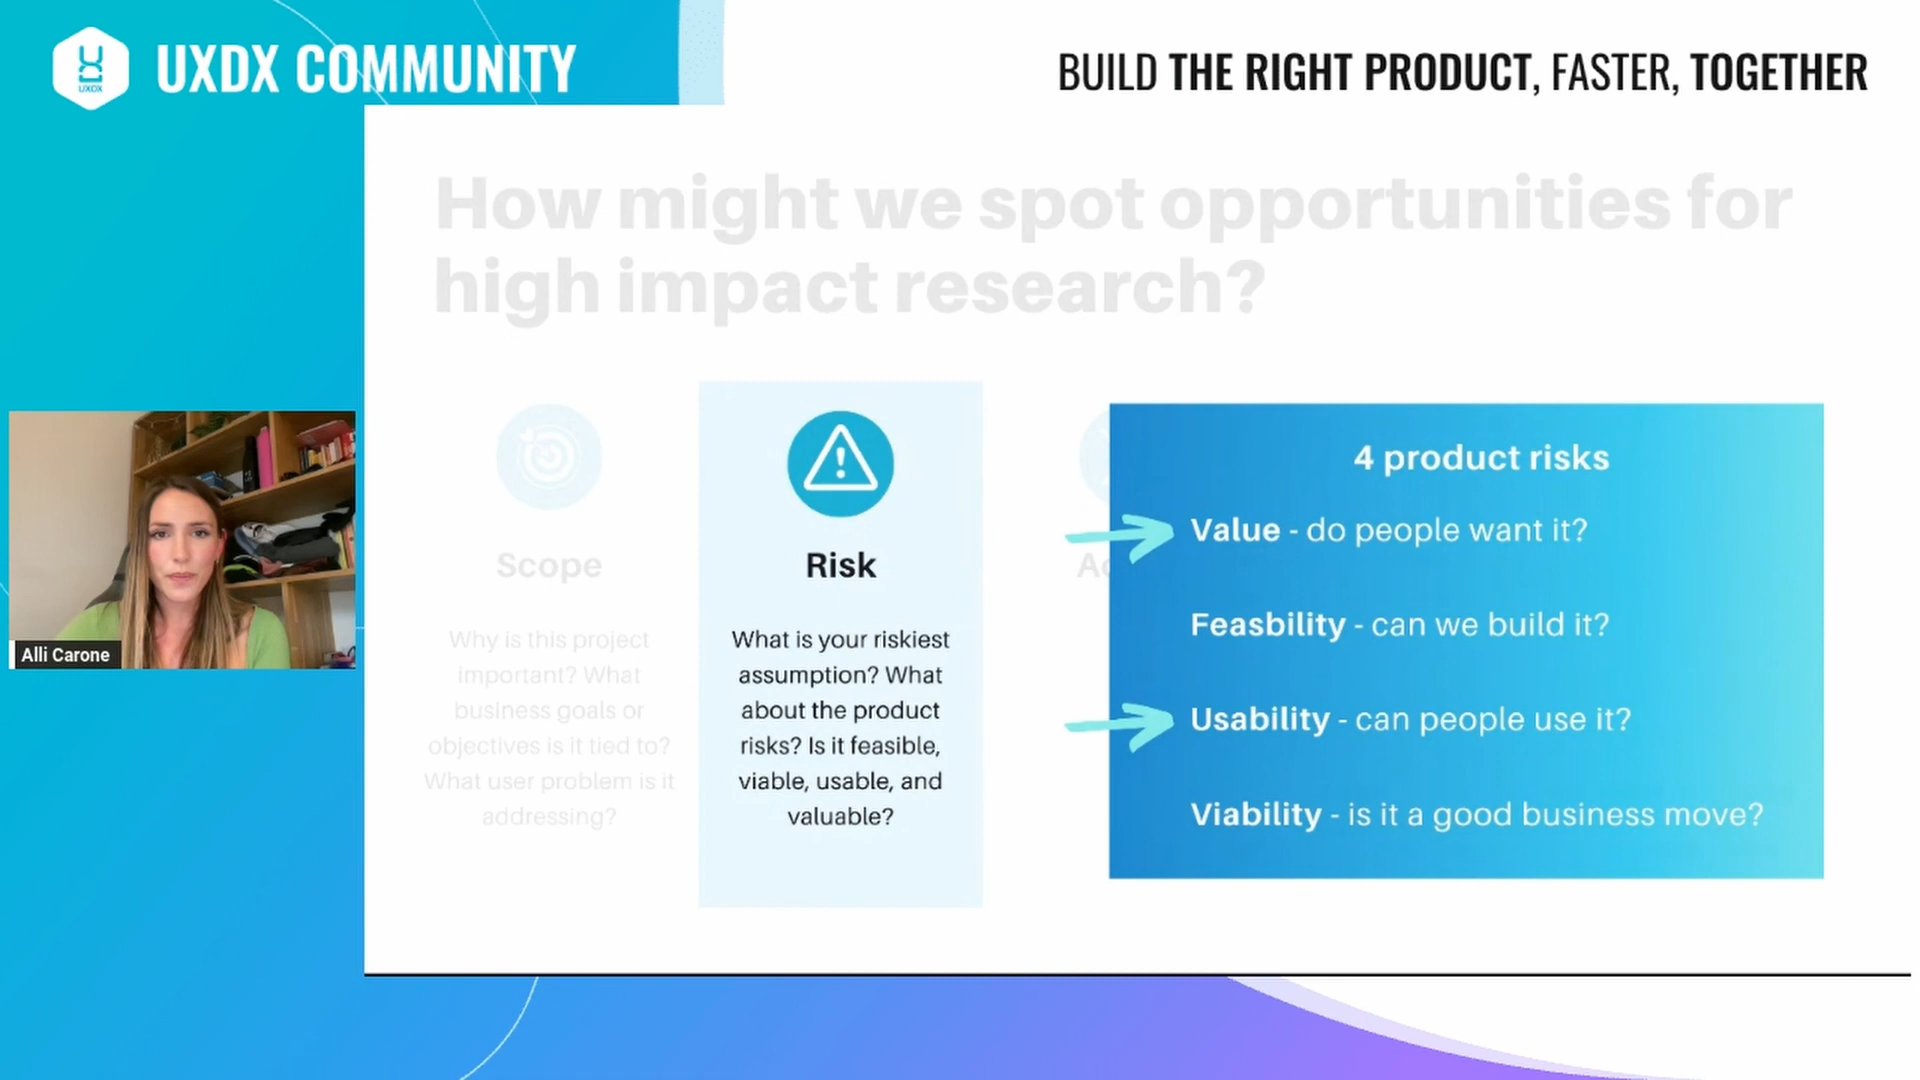 UXDX
UXDX COMMUNITY
BUILD THE RIGHT PRODUCT, FASTER, TOGETHER
How might we spot opportunities for
high impact research?
Scope
Why is this project
important? What
business goals or
objectives is it tied to?
What user problem is it
addressing?
Risk
What is your riskiest
assumption? What
about the product
risks? Is it feasible,
viable, usable, and
valuable?
4 product risks
Value - do people want it?
Feasbility - can we build it?
Usability - can people use it?
Viability - is it a good business move?
Alli Carone